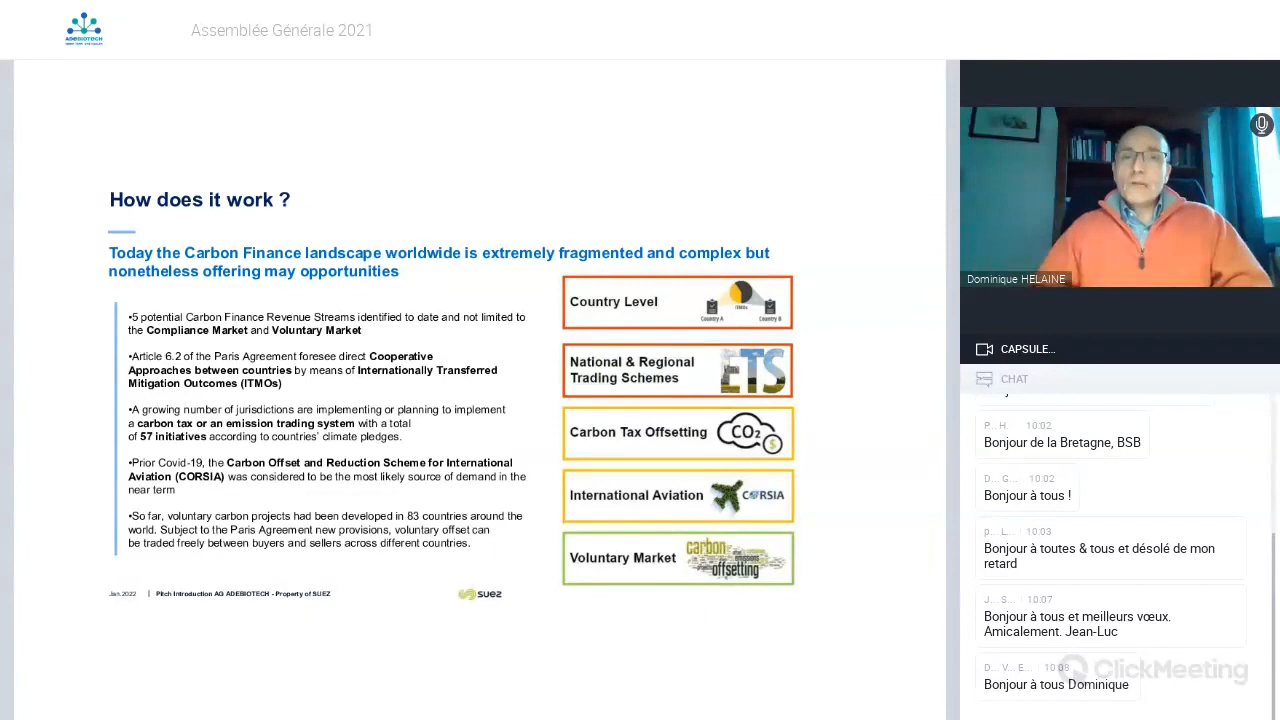 ADEBIOTECH
Assemblée Générale 2021
How does it work ?
Today the Carbon Finance landscape worldwide is extremely fragmented and complex but
nonetheless offering may opportunities
•5 potential Carbon Finance Revenue Streams identified to date and not limited to
the Compliance Market and Voluntary Market
•Article 6.2 of the Paris Agreement foresee direct Cooperative
Approaches between countries by means of Internationally Transferred
Mitigation Outcomes (ITMOs)
•A growing number of jurisdictions are implementing or planning to implement
a carbon tax or an emission trading system with a total
of 57 initiatives according to countries' climate pledges.
•Prior Covid-19, the Carbon Offset and Reduction Scheme for International
Aviation (CORSIA) was considered to be the most likely source of demand in the
near term
•So far, voluntary carbon projects had been developed in 83 countries around the
world. Subject to the Paris Agreement new provisions, voluntary offset can
be traded freely between buyers and sellers across different countries.
Country Level
ITMOs
Country A
Country B
National & Regional
Trading Schemes
ETS
Carbon Tax Offsetting
CO2
$
International Aviation
CORSIA
Voluntary Market
carbon
offsetting
Jan.2022 | Pitch Introduction AG ADEBIOTECH - Property of SUEZ
suez
Dominique HELAINE
CAPSULE...
CHAT
P... H. 10:02
Bonjour de la Bretagne, BSB
D... G... 10:02
Bonjour à tous !
p... L... 10:03
Bonjour à toutes & tous et désolé de mon
retard
J... S... 10:07
Bonjour à tous et meilleurs vœux.
Amicalement. Jean-Luc
D... V... E... 10:08
Bonjour à tous Dominique
ClickMeeting